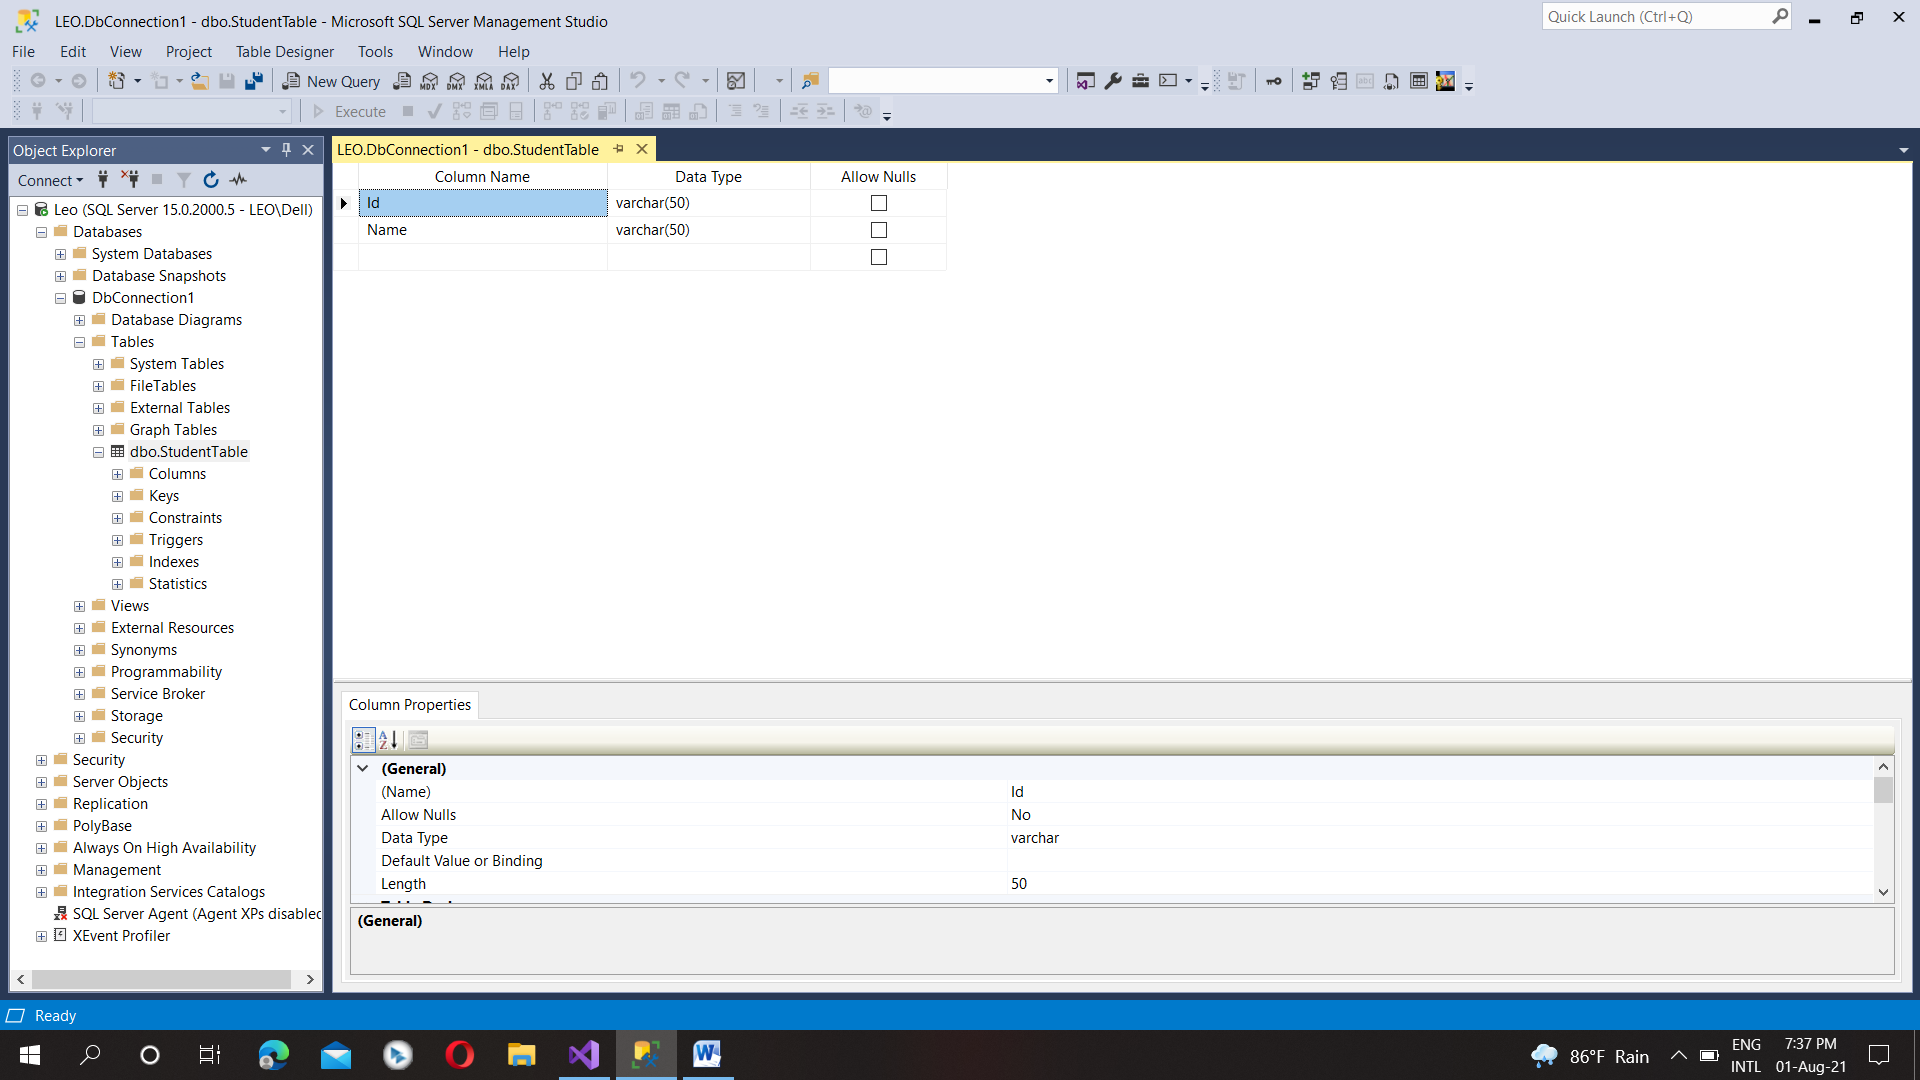 LEO.DbConnection1 - dbo.StudentTable - Microsoft SQL Server Management Studio
Quick Launch (Ctrl+Q)
File Edit View Project Table Designer Tools Window Help
New Query MDX DMX XMLA DAX
Execute
Object Explorer
LEO.DbConnection1 - dbo.StudentTable
Connect
Column Name Data Type Allow Nulls
Id varchar(50)
Name varchar(50)
Leo (SQL Server 15.0.2000.5 - LEO\Dell)
Databases
System Databases
Database Snapshots
DbConnection1
Database Diagrams
Tables
System Tables
FileTables
External Tables
Graph Tables
dbo.StudentTable
Columns
Keys
Constraints
Triggers
Indexes
Statistics
Views
External Resources
Synonyms
Programmability
Service Broker
Storage
Security
Security
Server Objects
Replication
PolyBase
Always On High Availability
Management
Integration Services Catalogs
SQL Server Agent (Agent XPs disabled
XEvent Profiler
Column Properties
(General)
(Name) Id
Allow Nulls No
Data Type varchar
Default Value or Binding
Length 50
(General)
Ready
86°F Rain
ENG
INTL
7:37 PM
01-Aug-21